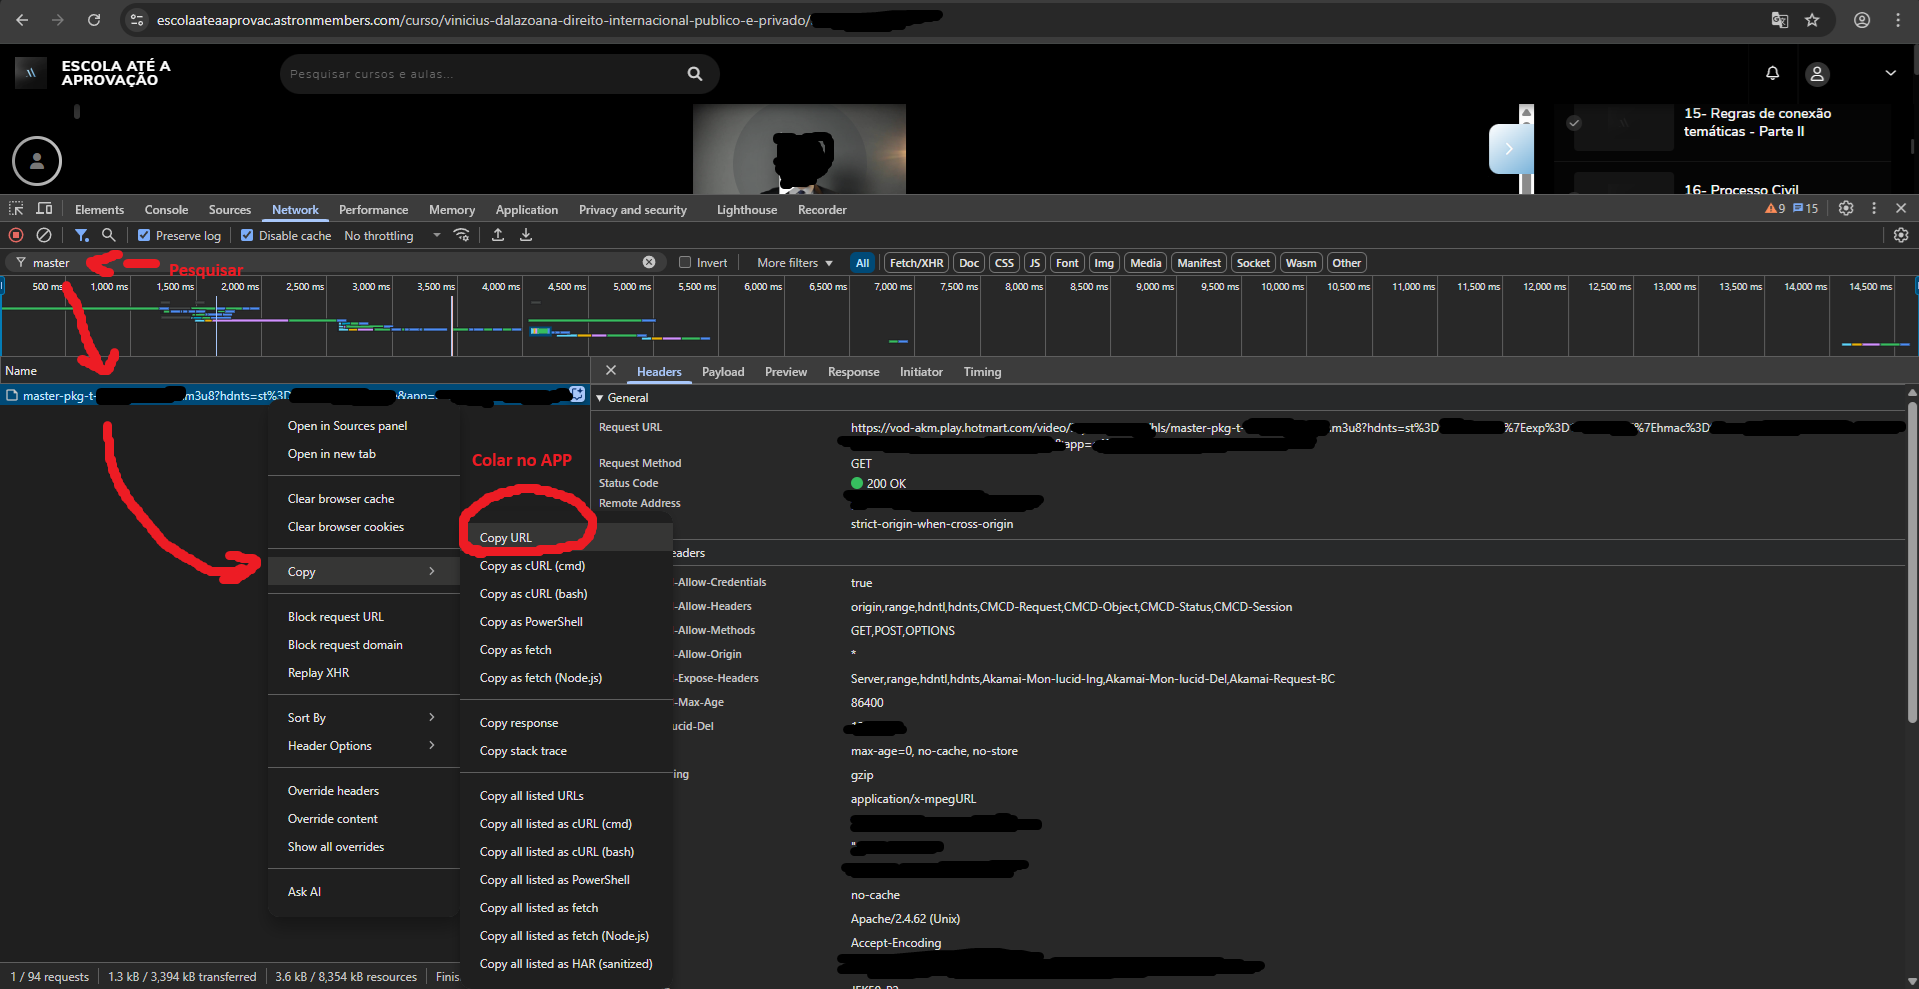 escolaateaaprovac.astronmembers.com/curso/vinicius-dalazoana-direito-internacional-publico-e-privado/
ESCOLA ATÉ A
APROVAÇÃO
Pesquisar cursos e aulas...
15- Regras de conexão
temáticas - Parte II
16- Processo Civil
Elements Console Sources Network Performance Memory Application Privacy and security Lighthouse Recorder
9 15
Preserve log Disable cache No throttling
master
Pesquisar
Invert More filters All Fetch/XHR Doc CSS JS Font Img Media Manifest Socket Wasm Other
500 ms 1,000 ms 1,500 ms 2,000 ms 2,500 ms 3,000 ms 3,500 ms 4,000 ms 4,500 ms 5,000 ms 5,500 ms 6,000 ms 6,500 ms 7,000 ms 7,500 ms 8,000 ms 8,500 ms 9,000 ms 9,500 ms 10,000 ms 10,500 ms 11,000 ms 11,500 ms 12,000 ms 12,500 ms 13,000 ms 13,500 ms 14,000 ms 14,500 ms
Name
master-pkg-t- .m3u8?hdnts=st%3D &app=
Open in Sources panel
Open in new tab
Clear browser cache
Clear browser cookies
Copy
Block request URL
Block request domain
Replay XHR
Sort By
Header Options
Override headers
Override content
Show all overrides
Ask AI
Colar no APP
Copy URL
Copy as cURL (cmd)
Copy as cURL (bash)
Copy as PowerShell
Copy as fetch
Copy as fetch (Node.js)
Copy response
Copy stack trace
Copy all listed URLs
Copy all listed as cURL (cmd)
Copy all listed as cURL (bash)
Copy all listed as PowerShell
Copy all listed as fetch
Copy all listed as fetch (Node.js)
Copy all listed as HAR (sanitized)
Headers Payload Preview Response Initiator Timing
General
Request URL https://vod-akm.play.hotmart.com/video/ hls/master-pkg-t- .m3u8?hdnts=st%3D %7Eexp%3D %7Ehmac%3D
app=
Request Method GET
Status Code 200 OK
Remote Address
strict-origin-when-cross-origin
eaders
-Allow-Credentials true
-Allow-Headers origin,range,hdntl,hdnts,CMCD-Request,CMCD-Object,CMCD-Status,CMCD-Session
-Allow-Methods GET,POST,OPTIONS
-Allow-Origin *
-Expose-Headers Server,range,hdntl,hdnts,Akamai-Mon-Iucid-Ing,Akamai-Mon-Iucid-Del,Akamai-Request-BC
-Max-Age 86400
ucid-Del
max-age=0, no-cache, no-store
ing gzip
application/x-mpegURL
"
no-cache
Apache/2.4.62 (Unix)
Accept-Encoding
1 / 94 requests 1.3 kB / 3,394 kB transferred 3.6 kB / 8,354 kB resources Finis